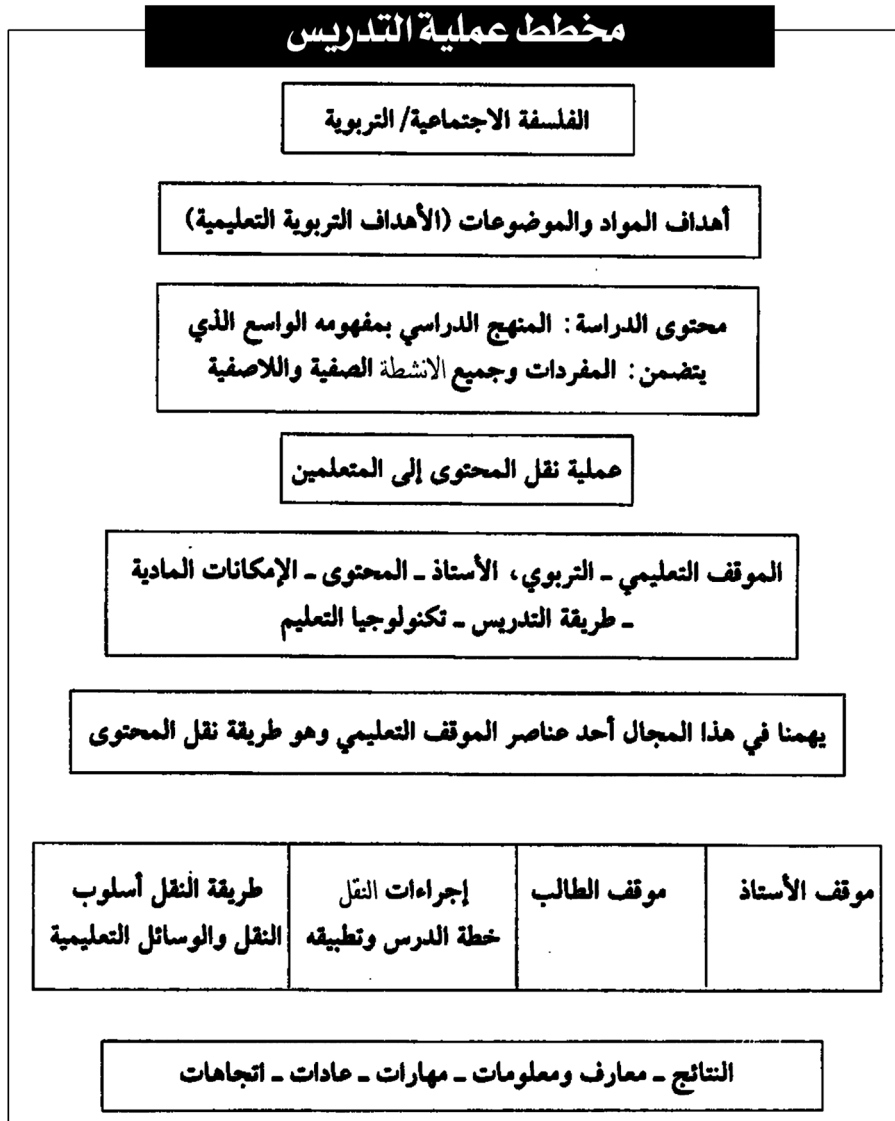 مخطط عملية التدريس
الفلسفة الاجتماعية/ التربوية
أهداف المواد والموضوعات (الأهداف التربوية التعليمية)
محتوى الدراسة: المنهج الدراسي بمفهومه الواسع الذي
يتضمن: المفردات وجميع الانشطة الصفية واللاصفية
عملية نقل المحتوى إلى المتعلمين
الموقف التعليمي ـ التربوي، الأستاذ ـ المحتوى ـ الإمكانات المادية
ـ طريقة التدريس ـ تكنولوجيا التعليم
يهمنا في هذا المجال أحد عناصر الموقف التعليمي وهو طريقة نقل المحتوى
موقف الأستاذ
موقف الطالب
إجراءات النقل
خطة الدرس وتطبيقه
طريقة النقل أسلوب
النقل والوسائل التعليمية
النتائج ـ معارف ومعلومات ـ مهارات ـ عادات ـ اتجاهات